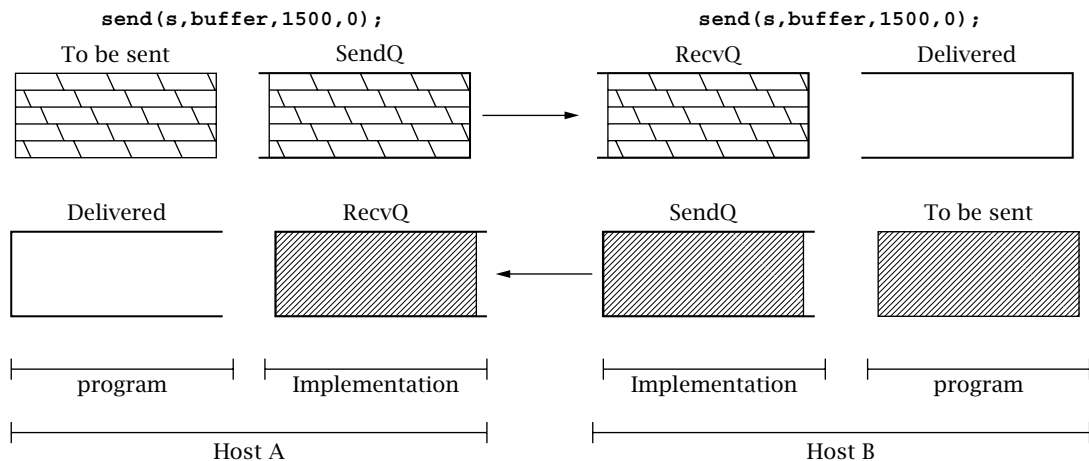 send(s,buffer,1500,0); send(s,buffer,1500,0);
To be sent SendQ RecvQ Delivered
Delivered RecvQ SendQ To be sent
program Implementation Implementation program
Host A Host B